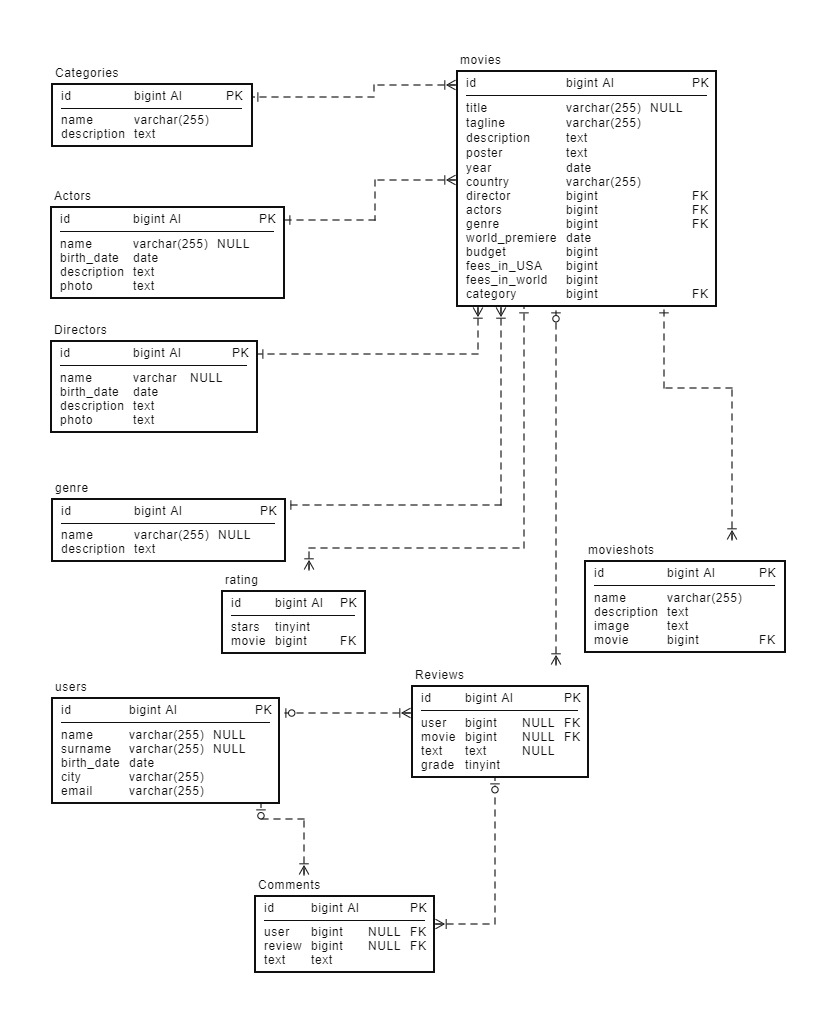 Categories
id bigint AI PK
name varchar(255)
description text
movies
id bigint AI PK
title varchar(255) NULL
tagline varchar(255)
description text
poster text
year date
country varchar(255)
director bigint FK
actors bigint FK
genre bigint FK
world_premiere date
budget bigint
fees_in_USA bigint
fees_in_world bigint
category bigint FK
Actors
id bigint AI PK
name varchar(255) NULL
birth_date date
description text
photo text
Directors
id bigint AI PK
name varchar NULL
birth_date date
description text
photo text
genre
id bigint AI PK
name varchar(255) NULL
description text
rating
id bigint AI PK
stars tinyint
movie bigint FK
movieshots
id bigint AI PK
name varchar(255)
description text
image text
movie bigint FK
users
id bigint AI PK
name varchar(255) NULL
surname varchar(255) NULL
birth_date date
city varchar(255)
email varchar(255)
Reviews
id bigint AI PK
user bigint NULL FK
movie bigint NULL FK
text text NULL
grade tinyint
Comments
id bigint AI PK
user bigint NULL FK
review bigint NULL FK
text text